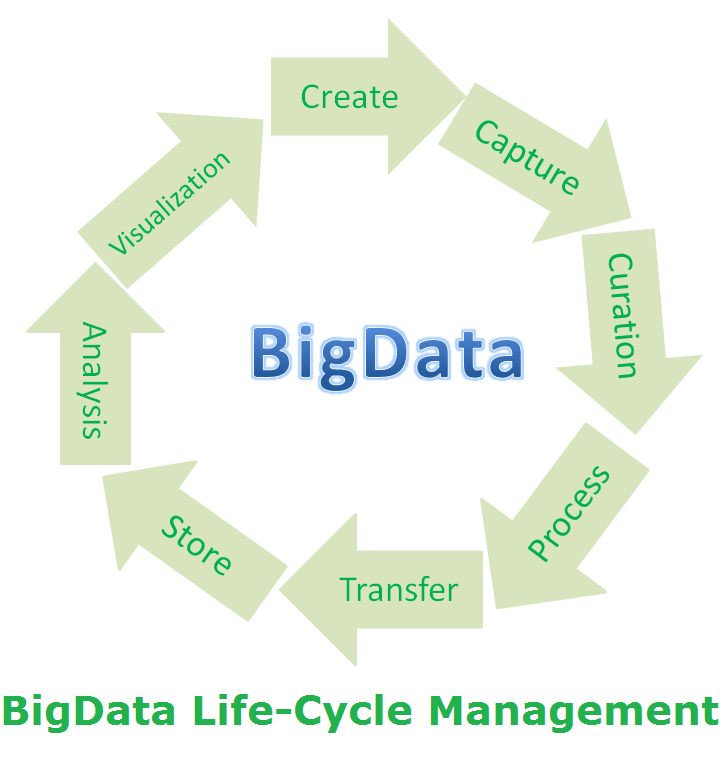 Create
Capture
Curation
Process
Transfer
Store
Analysis
Visualization
BigData
BigData Life-Cycle Management